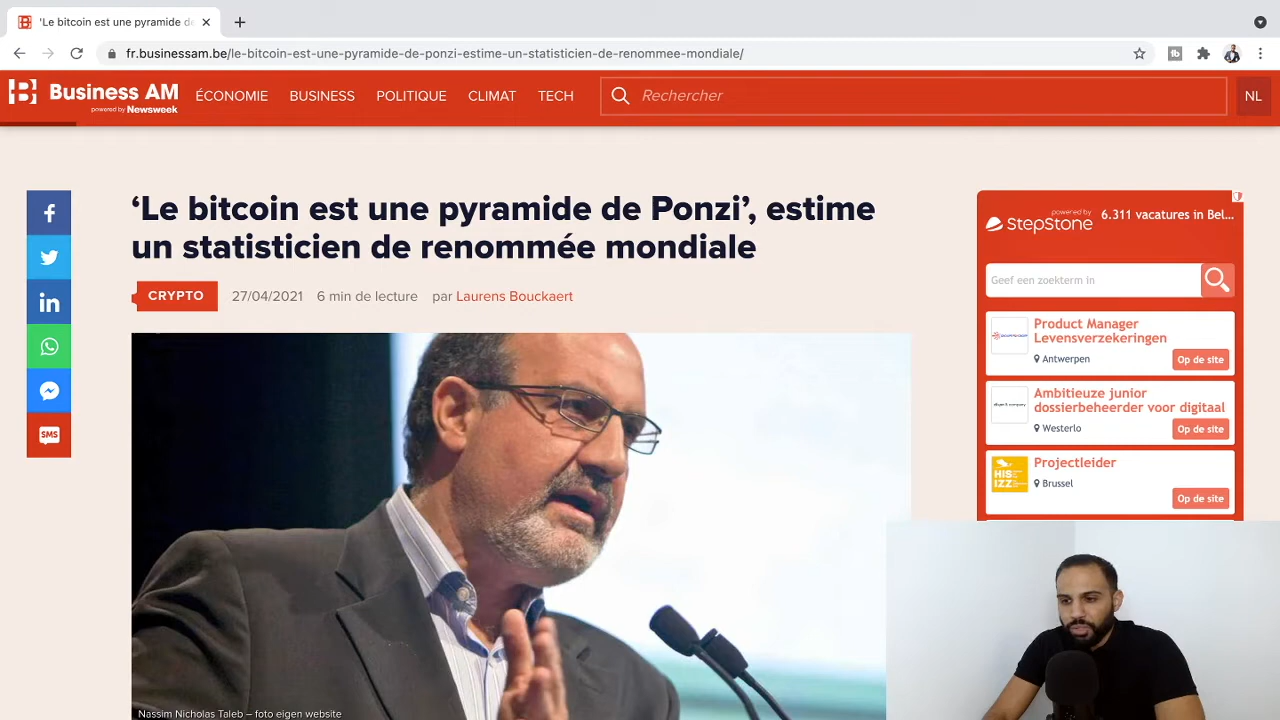 'Le bitcoin est une pyramide de
fr.businessam.be/le-bitcoin-est-une-pyramide-de-ponzi-estime-un-statisticien-de-renommee-mondiale/
Business AM
powered by Newsweek
ÉCONOMIE BUSINESS POLITIQUE CLIMAT TECH
Rechercher
NL
‘Le bitcoin est une pyramide de Ponzi’, estime
un statisticien de renommée mondiale
CRYPTO 27/04/2021 6 min de lecture par Laurens Bouckaert
SMS
Nassim Nicholas Taleb – foto eigen website
powered by
StepStone
6.311 vacatures in Bel...
Geef een zoekterm in
Product Manager
Levensverzekeringen
Antwerpen
Op de site
Ambitieuze junior
dossierbeheerder voor digitaal
Westerlo
Op de site
HIS
IZZ
Projectleider
Brussel
Op de site